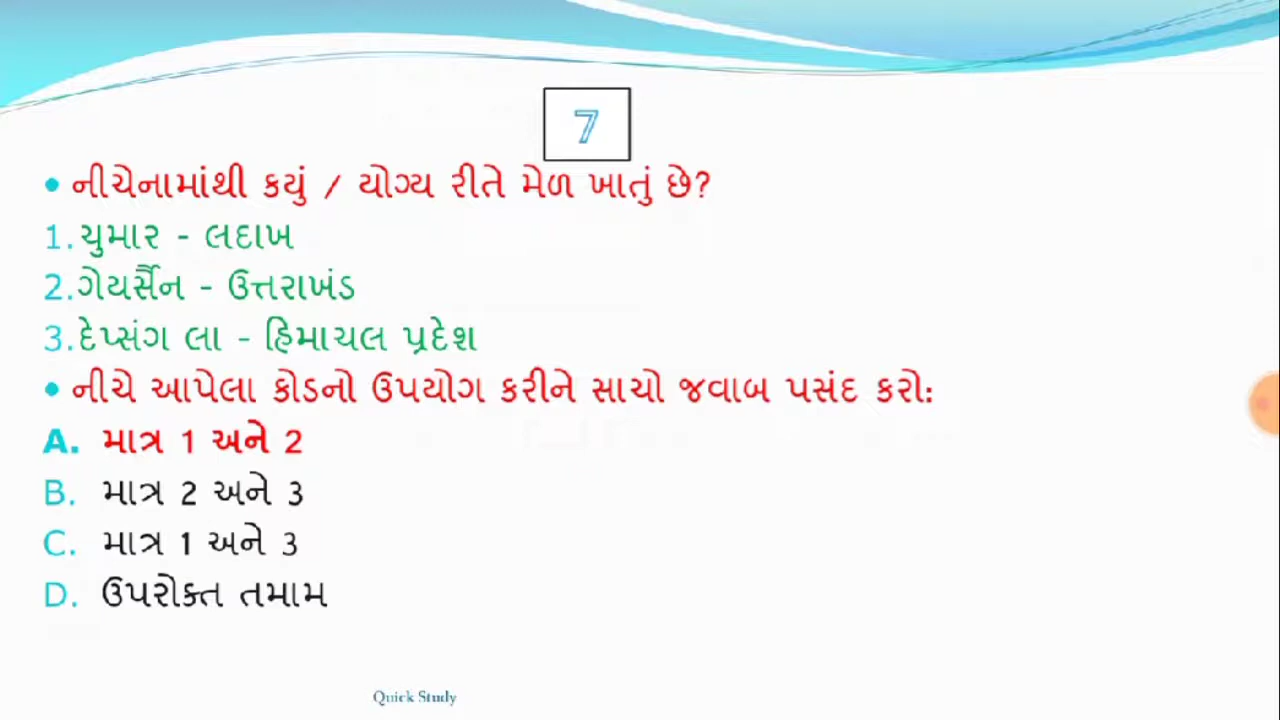 7
• નીચેનામાંથી કયું / યોગ્ય રીતે મેળ ખાતું છે?
1. ચુમાર - લદાખ
2. ગેયર્સૈન - ઉત્તરાખંડ
3. દેપ્સંગ લા - હિમાચલ પ્રદેશ
• નીચે આપેલા કોડનો ઉપયોગ કરીને સાચો જવાબ પસંદ કરો:
A. માત્ર 1 અને 2
B. માત્ર 2 અને 3
C. માત્ર 1 અને 3
D. ઉપરોક્ત તમામ
Quick Study